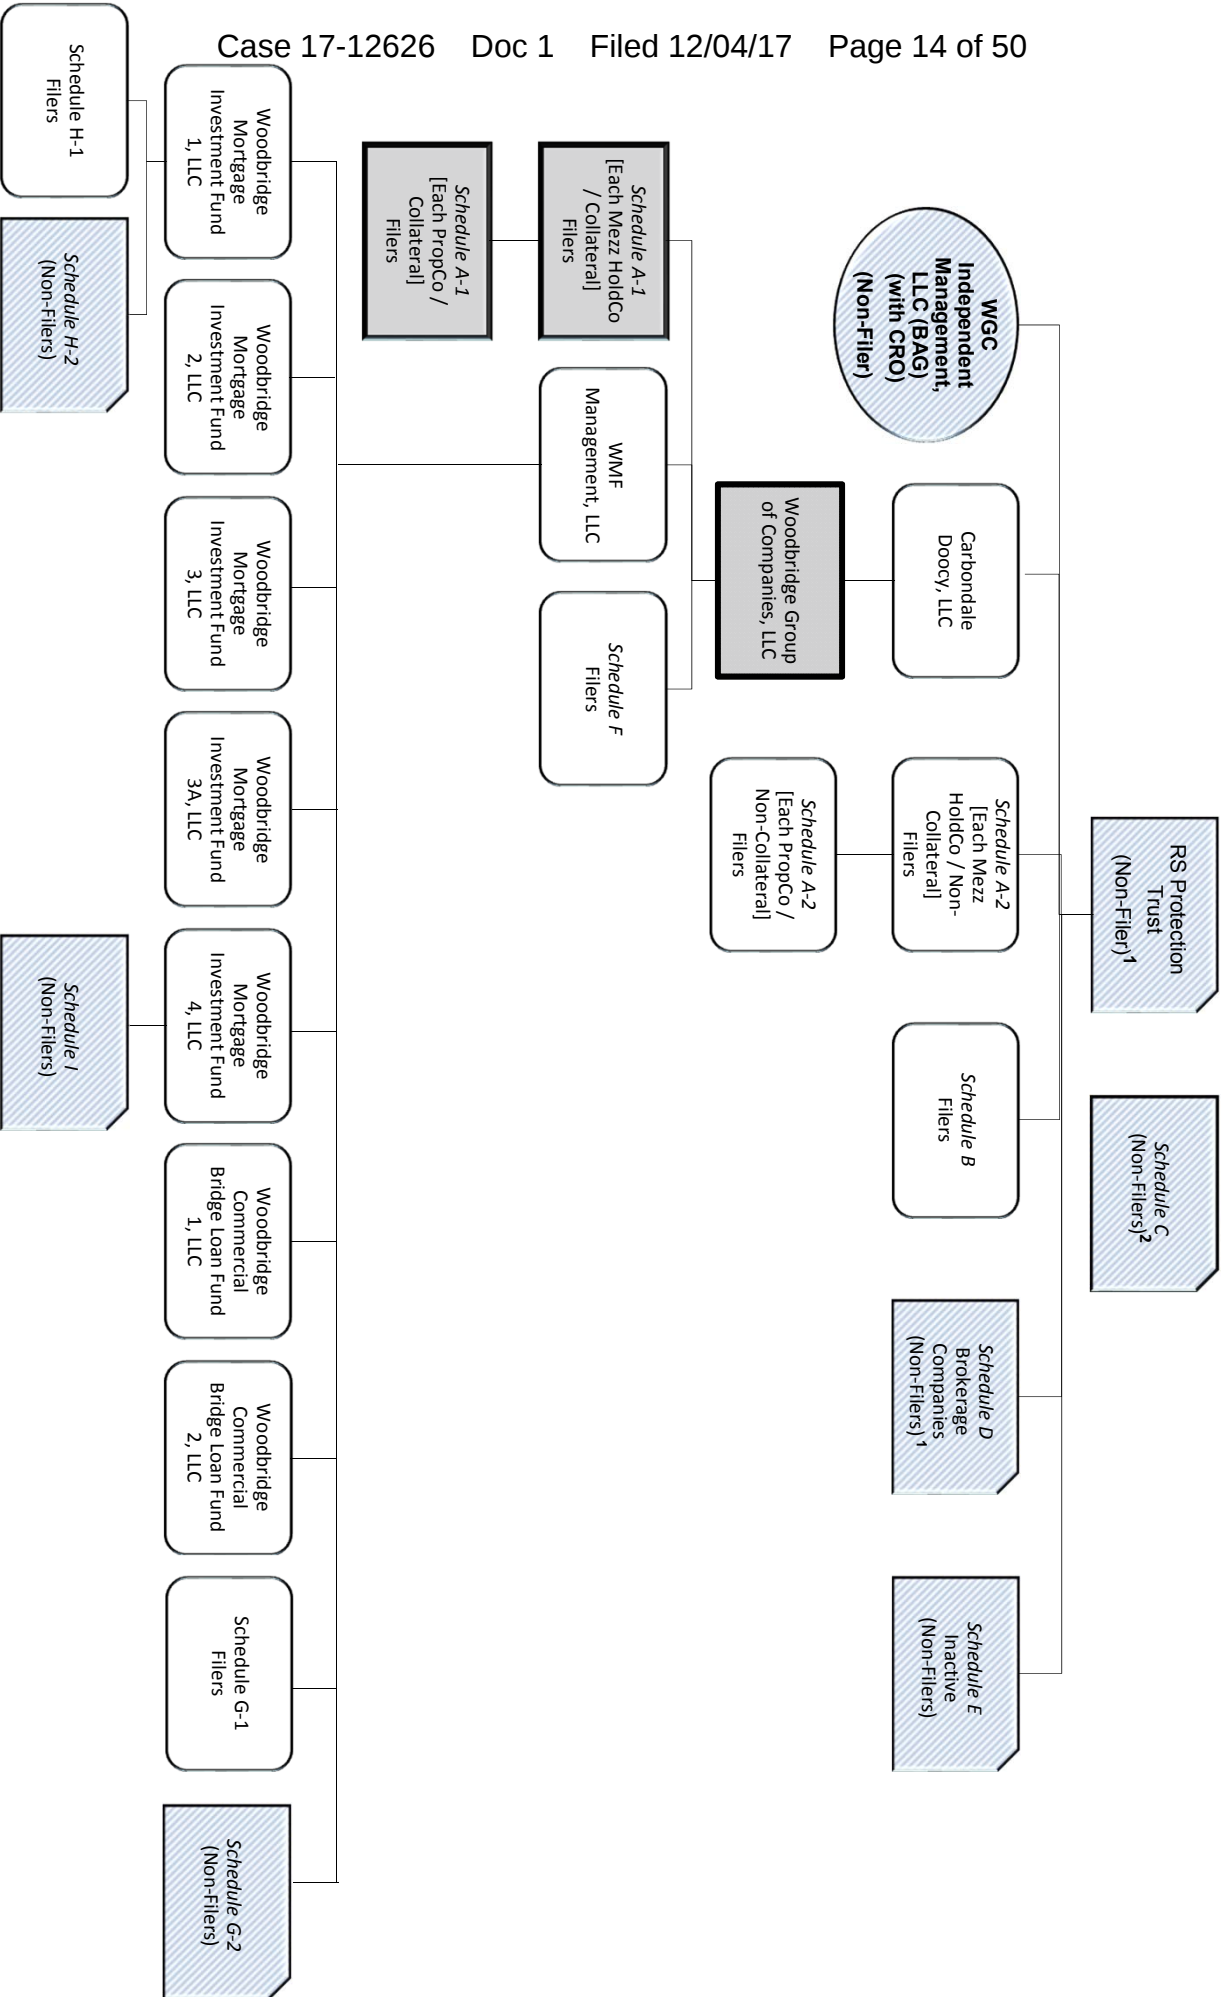 Case 17-12626 Doc 1 Filed 12/04/17 Page 14 of 50
RS Protection
Trust
(Non-Filer)1
Schedule C
(Non-Filers)2
WGC
Independent
Management,
LLC (BAG)
(with CRO)
(Non-Filer)
Carbondale
Doocy, LLC
Schedule A-2
[Each Mezz
HoldCo / Non-
Collateral]
Filers
Schedule B
Filers
Schedule D
Brokerage
Companies
(Non-Filers) 1
Schedule E
Inactive
(Non-Filers)
Woodbridge Group
of Companies, LLC
Schedule A-2
[Each PropCo /
Non-Collateral]
Filers
Schedule A-1
[Each Mezz HoldCo
/ Collateral]
Filers
WMF
Management, LLC
Schedule F
Filers
Schedule A-1
[Each PropCo /
Collateral]
Filers
Woodbridge
Mortgage
Investment Fund
1, LLC
Woodbridge
Mortgage
Investment Fund
2, LLC
Woodbridge
Mortgage
Investment Fund
3, LLC
Woodbridge
Mortgage
Investment Fund
3A, LLC
Woodbridge
Mortgage
Investment Fund
4, LLC
Woodbridge
Commercial
Bridge Loan Fund
1, LLC
Woodbridge
Commercial
Bridge Loan Fund
2, LLC
Schedule G-1
Filers
Schedule G-2
(Non-Filers)
Schedule H-1
Filers
Schedule H-2
(Non-Filers)
Schedule I
(Non-Filers)